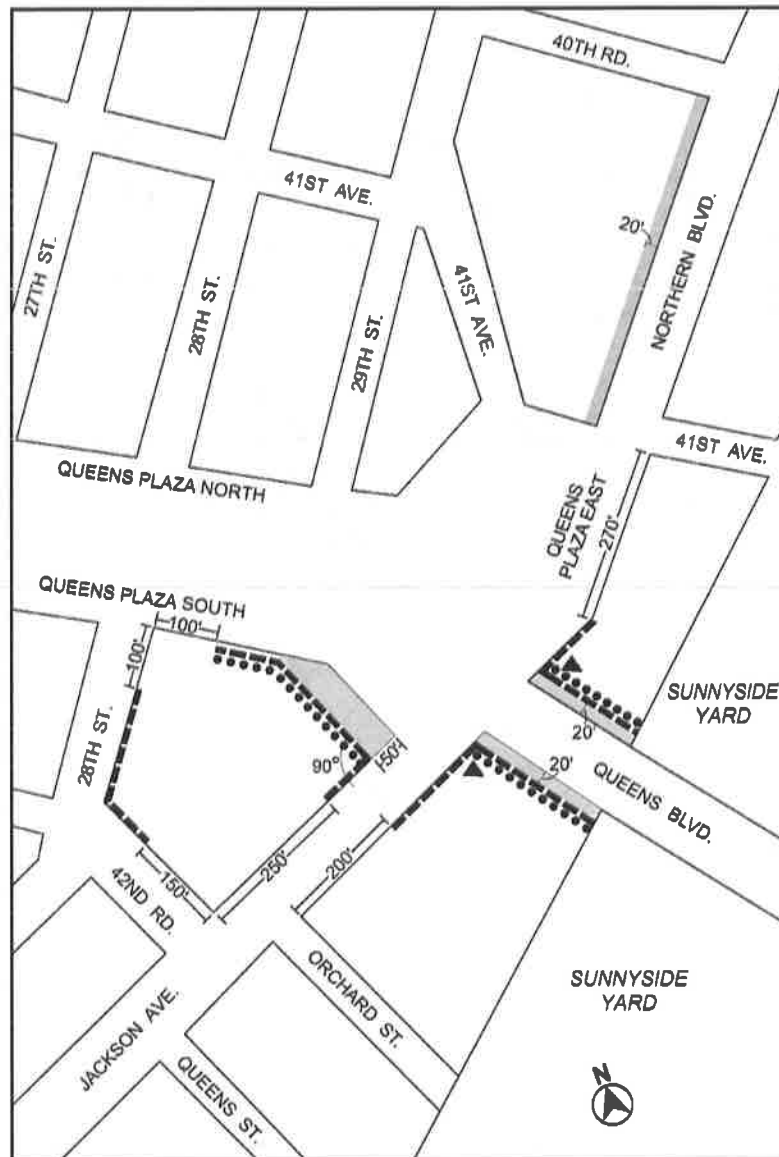 40TH RD.
41ST AVE.
20'
NORTHERN BLVD.
27TH ST.
28TH ST.
29TH ST.
41ST AVE.
41ST AVE.
QUEENS PLAZA NORTH
QUEENS
PLAZA EAST
270'
QUEENS PLAZA SOUTH
100'
100'
28TH ST.
SUNNYSIDE
YARD
20'
50'
90°
20'
QUEENS BLVD.
150'
250'
200'
42ND RD.
ORCHARD ST.
SUNNYSIDE
YARD
JACKSON AVE.
QUEENS ST.
N